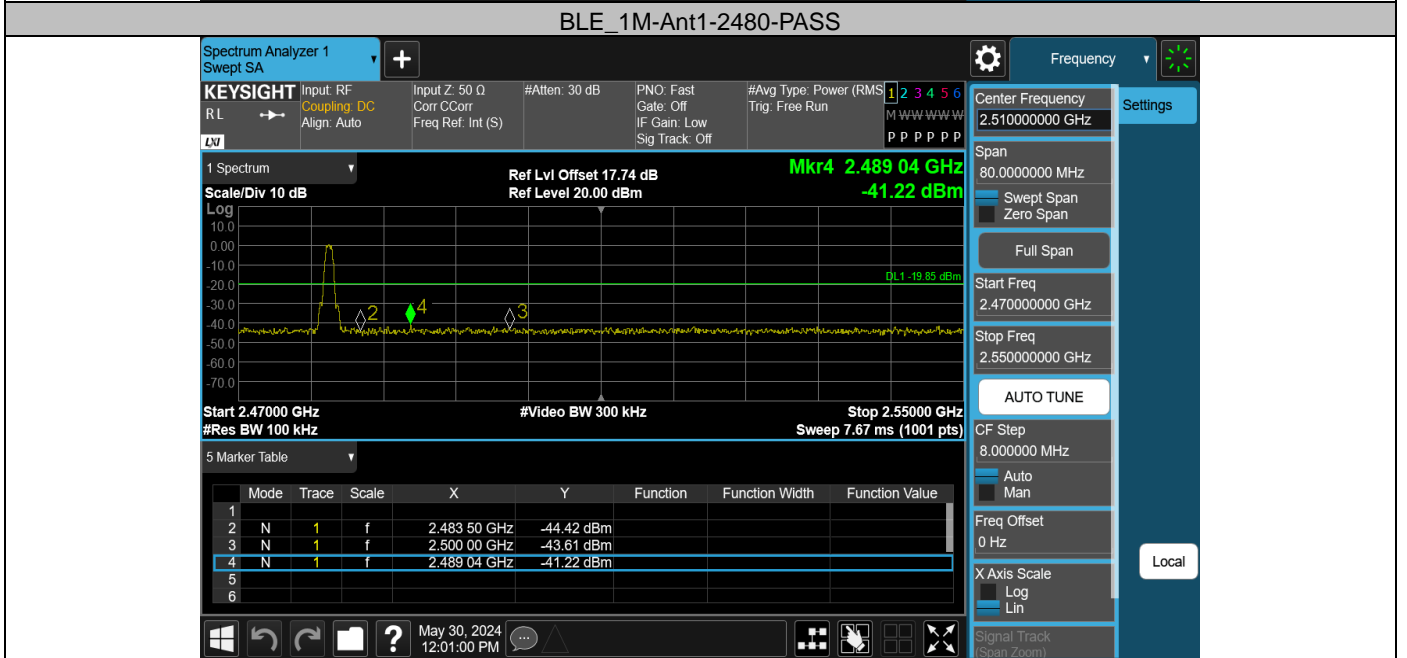 BLE_1M-Ant1-2480-PASS
Spectrum Analyzer 1
Swept SA
+
Frequency
KEYSIGHT
RL
LXI
Input: RF
Coupling: DC
Align: Auto
Input Z: 50 Ω
Corr CCorr
Freq Ref: Int (S)
#Atten: 30 dB
PNO: Fast
Gate: Off
IF Gain: Low
Sig Track: Off
#Avg Type: Power (RMS
Trig: Free Run
1 2 3 4 5 6
M W W W W W
P P P P P P
1 Spectrum
Scale/Div 10 dB
Ref Lvl Offset 17.74 dB
Ref Level 20.00 dBm
Mkr4 2.489 04 GHz
-41.22 dBm
Log
10.0
0.00
-10.0
-20.0
-30.0
-40.0
-50.0
-60.0
-70.0
DL1 -19.85 dBm
2
4
3
Start 2.47000 GHz
#Video BW 300 kHz
Stop 2.55000 GHz
#Res BW 100 kHz
Sweep 7.67 ms (1001 pts)
5 Marker Table
Mode Trace Scale X Y Function Function Width Function Value
1
2 N 1 f 2.483 50 GHz -44.42 dBm
3 N 1 f 2.500 00 GHz -43.61 dBm
4 N 1 f 2.489 04 GHz -41.22 dBm
5
6
?
May 30, 2024
12:01:00 PM
Center Frequency
2.510000000 GHz
Settings
Span
80.0000000 MHz
Swept Span
Zero Span
Full Span
Start Freq
2.470000000 GHz
Stop Freq
2.550000000 GHz
AUTO TUNE
CF Step
8.000000 MHz
Auto
Man
Freq Offset
0 Hz
X Axis Scale
Log
Lin
Local
Signal Track
(Span Zoom)